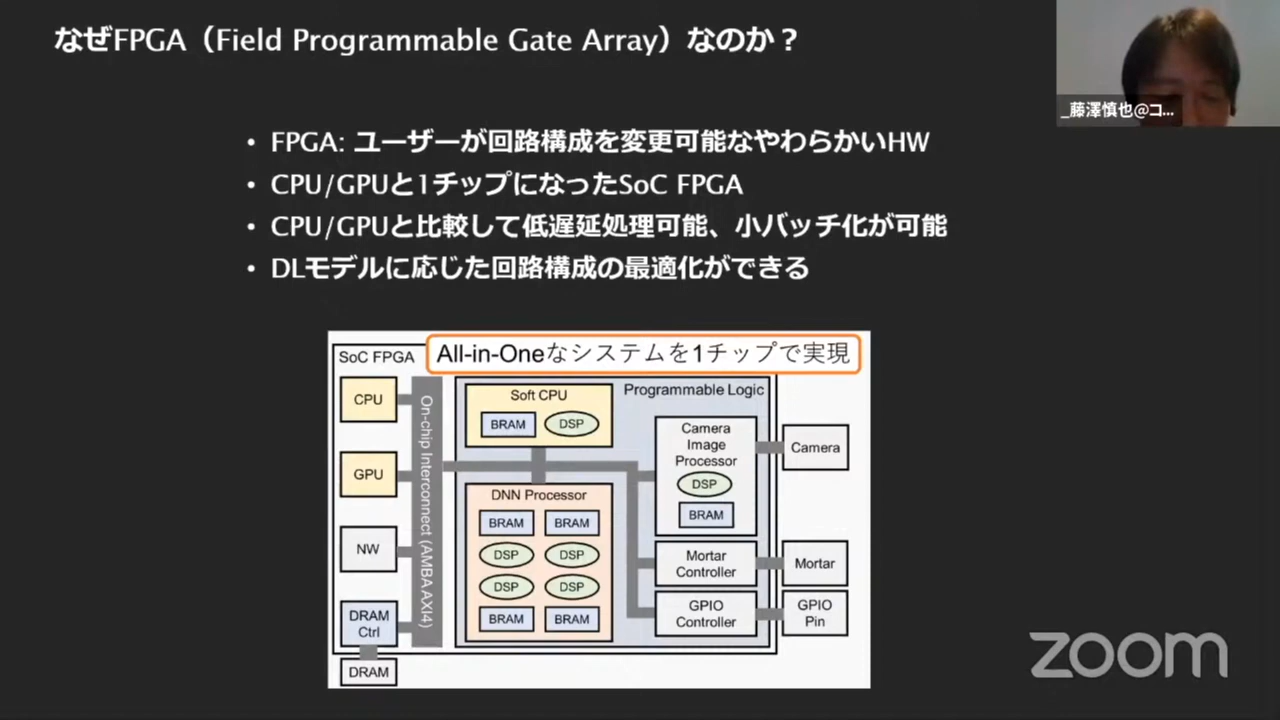 なぜFPGA（Field Programmable Gate Array）なのか？
_藤澤慎也@コ...
• FPGA: ユーザーが回路構成を変更可能なやわらかいHW
• CPU/GPUと1チップになったSoC FPGA
• CPU/GPUと比較して低遅延処理可能、小バッチ化が可能
• DLモデルに応じた回路構成の最適化ができる
SoC FPGA
All-in-Oneなシステムを1チップで実現
CPU
GPU
NW
DRAM
Ctrl
DRAM
On-chip Interconnect (AMBA AXI4)
Programmable Logic
Soft CPU
BRAM
DSP
DNN Processor
BRAM
BRAM
DSP
DSP
DSP
DSP
BRAM
BRAM
Camera
Image
Processor
DSP
BRAM
Mortar
Controller
GPIO
Controller
Camera
Mortar
GPIO
Pin
zoom